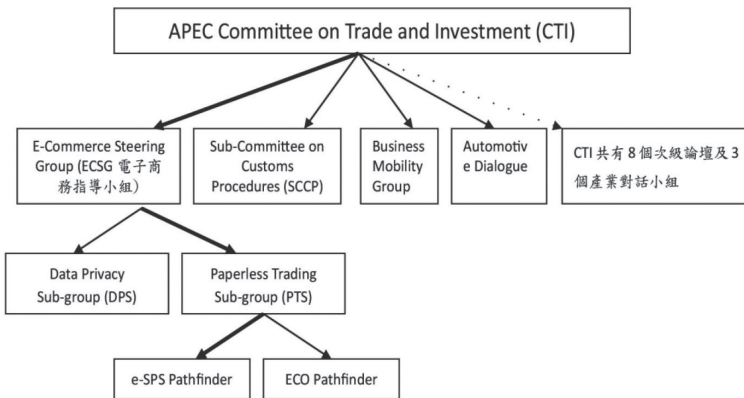 APEC Committee on Trade and Investment (CTI)
E-Commerce Steering
Group (ECSG 電子商
務指導小組)
Sub-Committee on
Customs
Procedures (SCCP)
Business
Mobility
Group
Automotiv
e Dialogue
CTI 共有 8 個次級論壇及 3
個產業對話小組
Data Privacy
Sub-group (DPS)
Paperless Trading
Sub-group (PTS)
e-SPS Pathfinder
ECO Pathfinder